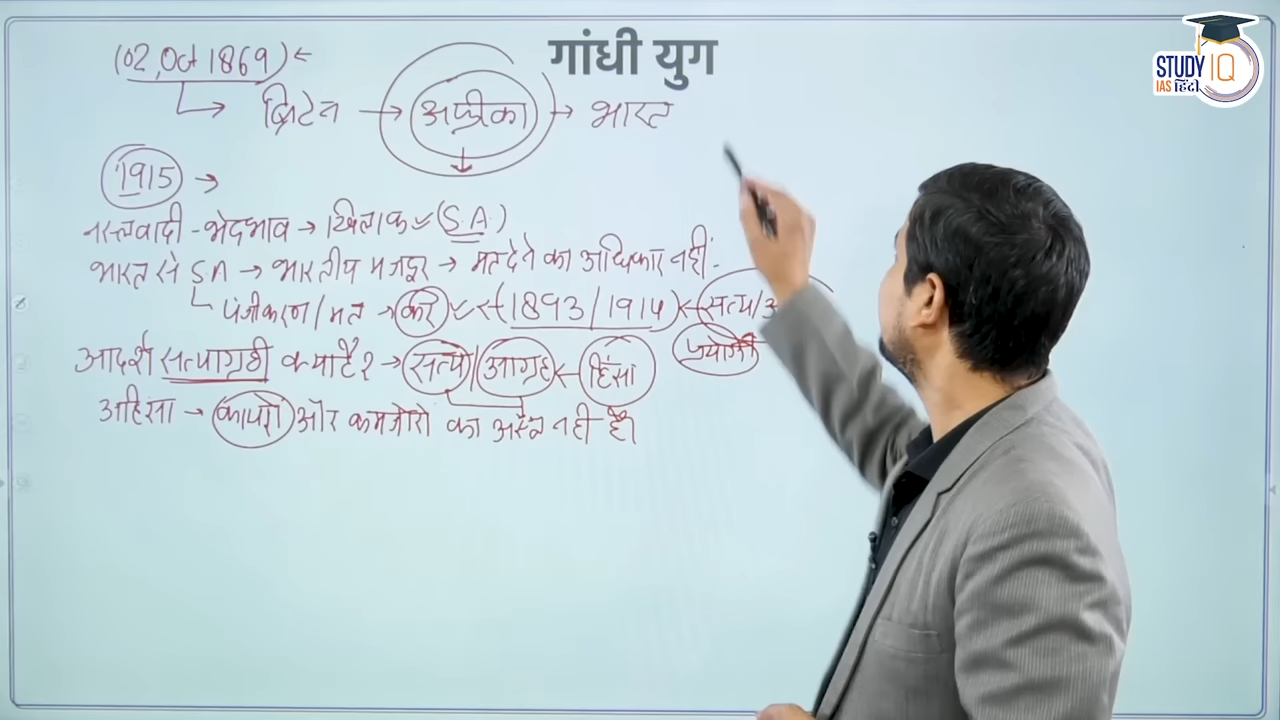 गांधी युग
STUDY IQ
IAS हिंदी
(02, Oct 1869) ←
↳ ब्रिटेन → अफ्रीका → भारत
1915 →
नस्लवादी - भेदभाव → खिलाफ (S.A)
भारत से SA → भारतीय मजदूर → मत देने का अधिकार नहीं.
पंजीकरण / मत → कर ← (1893/1914) ← सत्य/अ
प्रयोग
आदर्श सत्याग्रही क्या है? → सत्य/आग्रह ← हिंसा
अहिंसा → कायरों और कमजोरों का अस्त्र नहीं है।